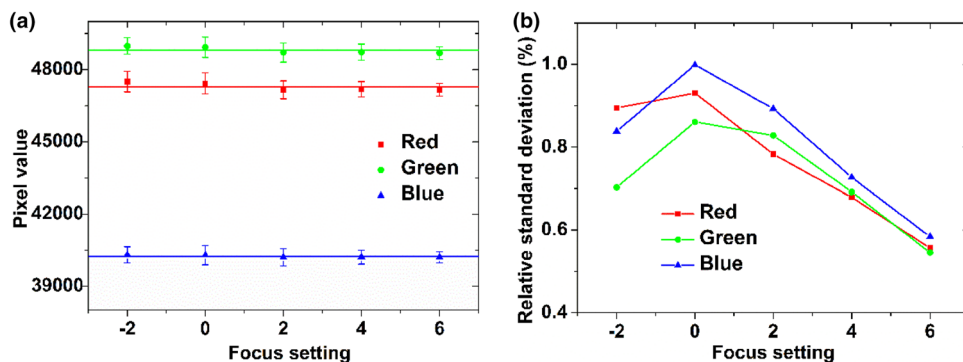 (a)
48000
45000
42000
39000
Pixel value
Red
Green
Blue
-2 0 2 4 6
Focus setting
(b)
1.0
0.8
0.6
0.4
Relative standard deviation (%)
Red
Green
Blue
-2 0 2 4 6
Focus setting